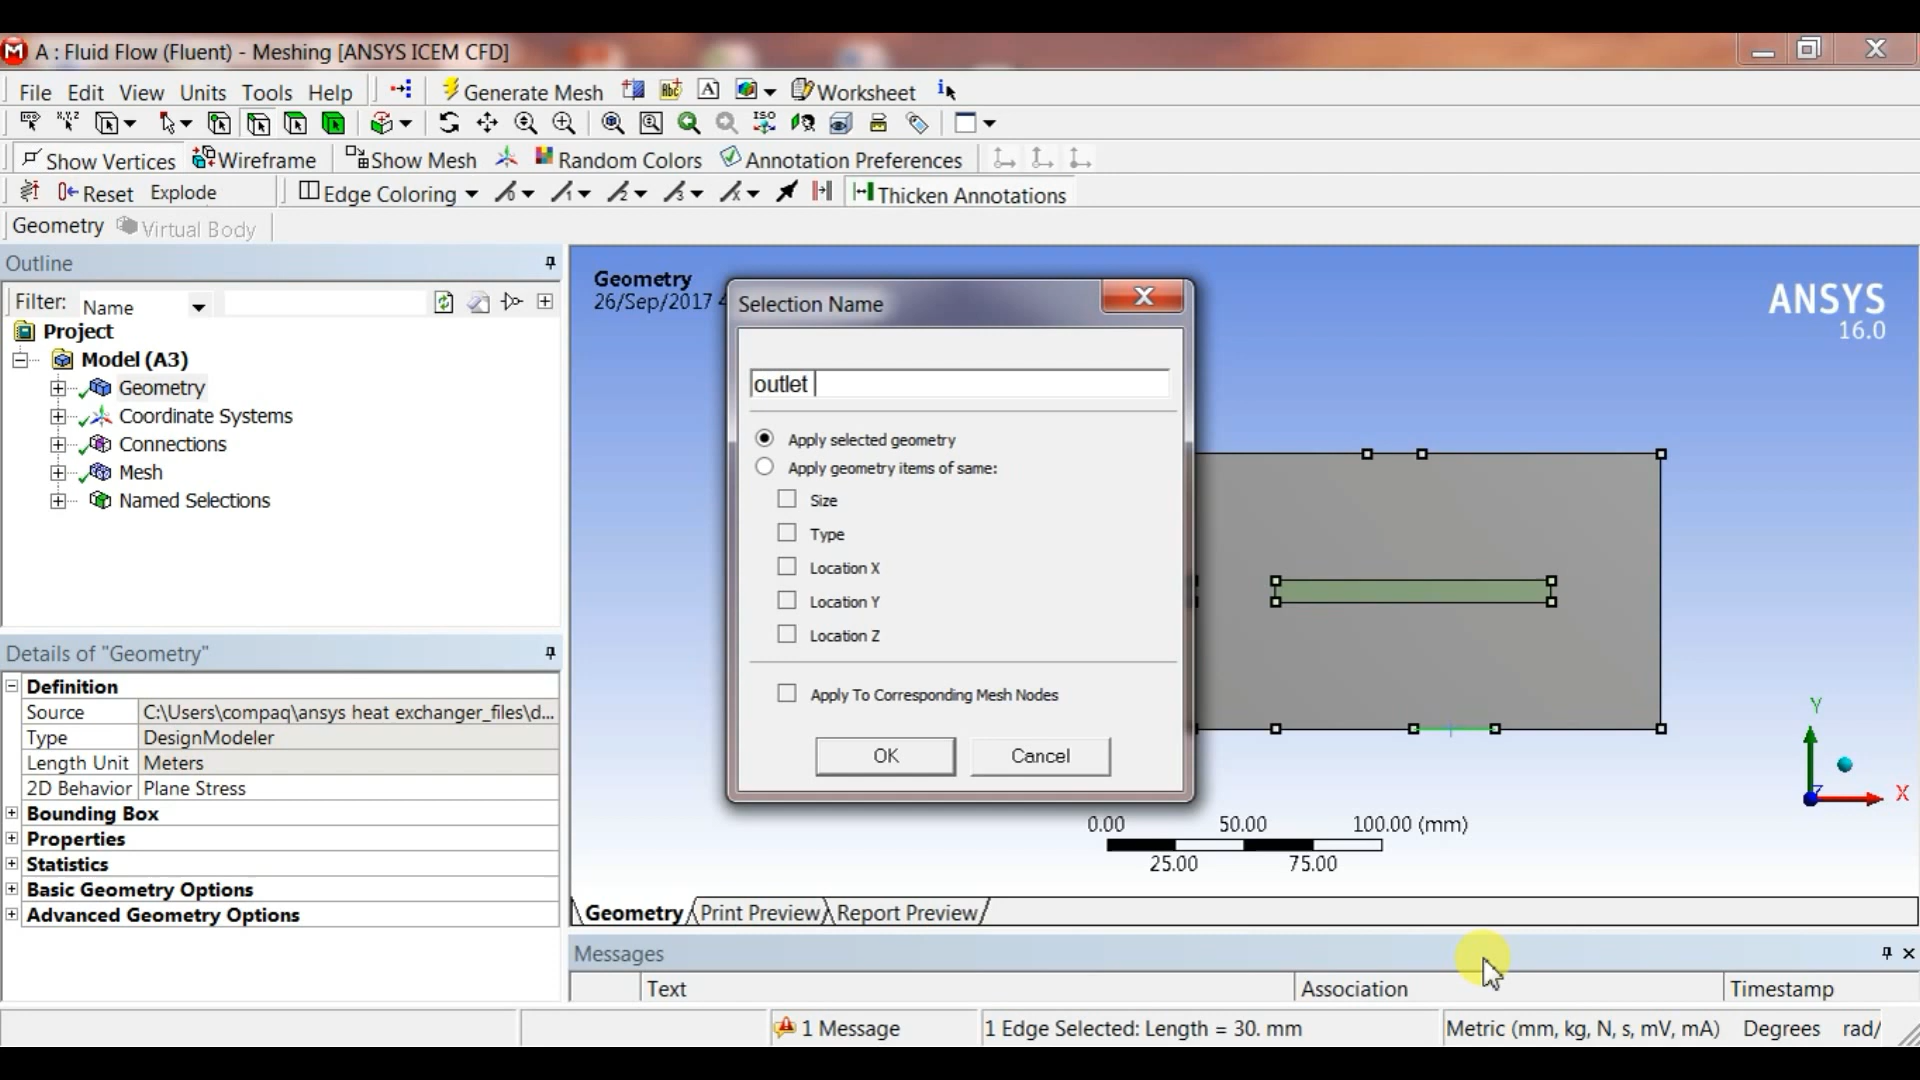 A : Fluid Flow (Fluent) - Meshing [ANSYS ICEM CFD]
File Edit View Units Tools Help Generate Mesh Worksheet
Show Vertices Wireframe Show Mesh Random Colors Annotation Preferences
Reset Explode Edge Coloring Thicken Annotations
Geometry Virtual Body
Outline
Filter: Name
Project
Model (A3)
Geometry
Coordinate Systems
Connections
Mesh
Named Selections
Details of "Geometry"
Definition
Source C:\Users\compaq\ansys heat exchanger_files\d...
Type DesignModeler
Length Unit Meters
2D Behavior Plane Stress
Bounding Box
Properties
Statistics
Basic Geometry Options
Advanced Geometry Options
Geometry
26/Sep/2017 4
ANSYS
16.0
Selection Name
outlet
Apply selected geometry
Apply geometry items of same:
Size
Type
Location X
Location Y
Location Z
Apply To Corresponding Mesh Nodes
OK Cancel
Y
Z X
0.00 50.00 100.00 (mm)
25.00 75.00
Geometry Print Preview Report Preview
Messages
Text Association Timestamp
1 Message 1 Edge Selected: Length = 30. mm Metric (mm, kg, N, s, mV, mA) Degrees rad/